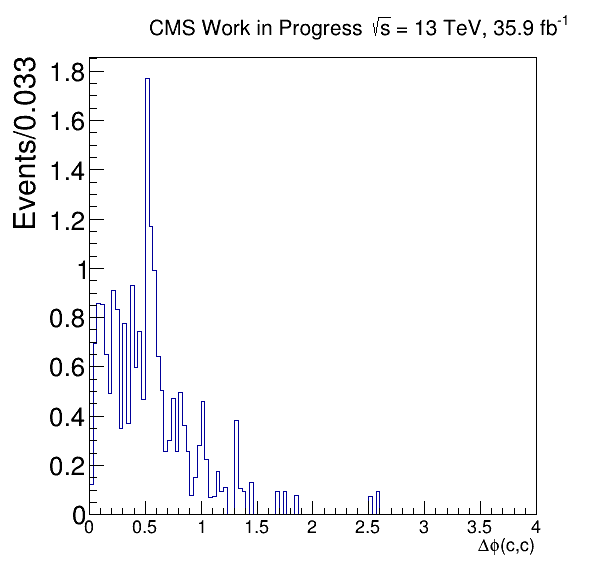 CMS Work in Progress √s = 13 TeV, 35.9 fb⁻¹
Events/0.033
1.8
1.6
1.4
1.2
1
0.8
0.6
0.4
0.2
0
0 0.5 1 1.5 2 2.5 3 3.5 4
Δϕ(c,c)